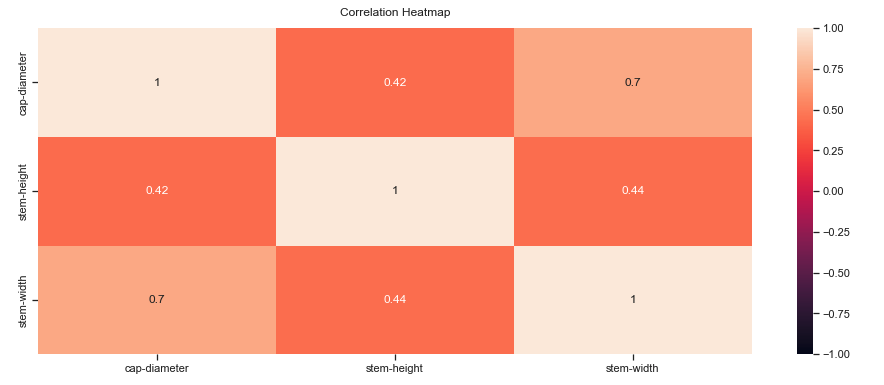 Correlation Heatmap
cap-diameter
1
0.42
0.7
stem-height
0.42
1
0.44
stem-width
0.7
0.44
1
cap-diameter
stem-height
stem-width
1.00
0.75
0.50
0.25
0.00
−0.25
−0.50
−0.75
−1.00